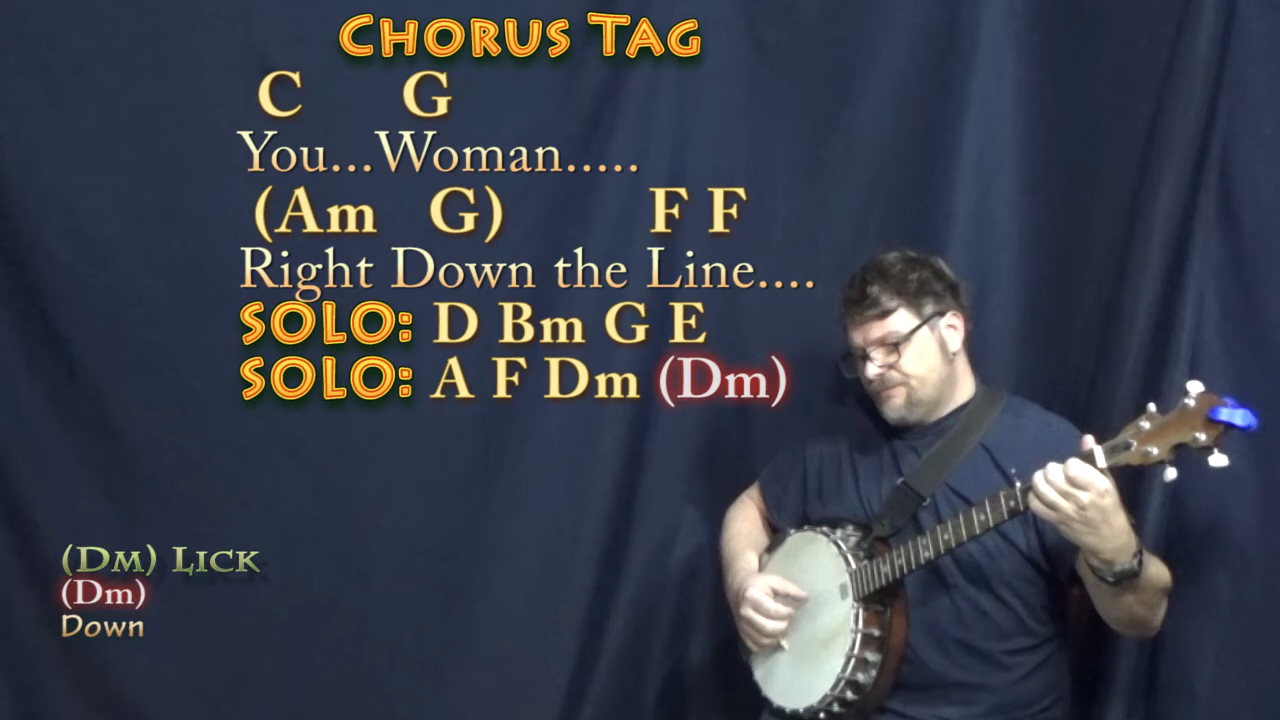 CHORUS TAG
C G
You...Woman.....
(Am G) F F
Right Down the Line....
SOLO: D Bm G E
SOLO: A F Dm (Dm)
(DM) LICK
(Dm)
Down